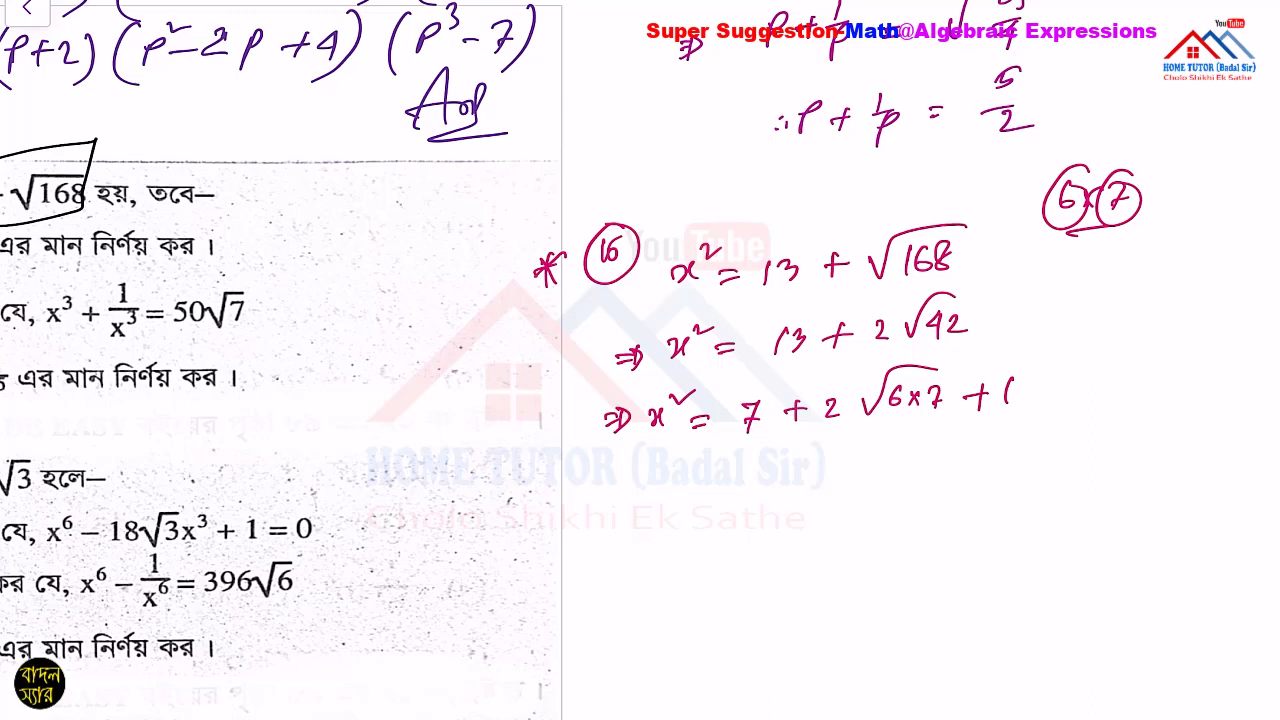 (p+2) (p²-2p+4) (p³-7)
Ans
√168 হয়, তবে–
এর মান নির্ণয় কর।
যে, x³ + 1/x³ = 50√7
এর মান নির্ণয় কর।
√3 হলে–
যে, x⁶ – 18√3x³ + 1 = 0
কর যে, x⁶ – 1/x⁶ = 396√6
এর মান নির্ণয় কর।
বাদল
স্যার
Super Suggestion-Math@Algebraic Expressions
YouTube
HOME TUTOR (Badal Sir)
Cholo Shikhi Ek Sathe
∴ p + 1/p = 5/2
6×7
* 16 x² = 13 + √168
⇒ x² = 13 + 2√42
⇒ x² = 7 + 2 √6×7 +
YouTube
HOME TUTOR (Badal Sir)
Cholo Shikhi Ek Sathe